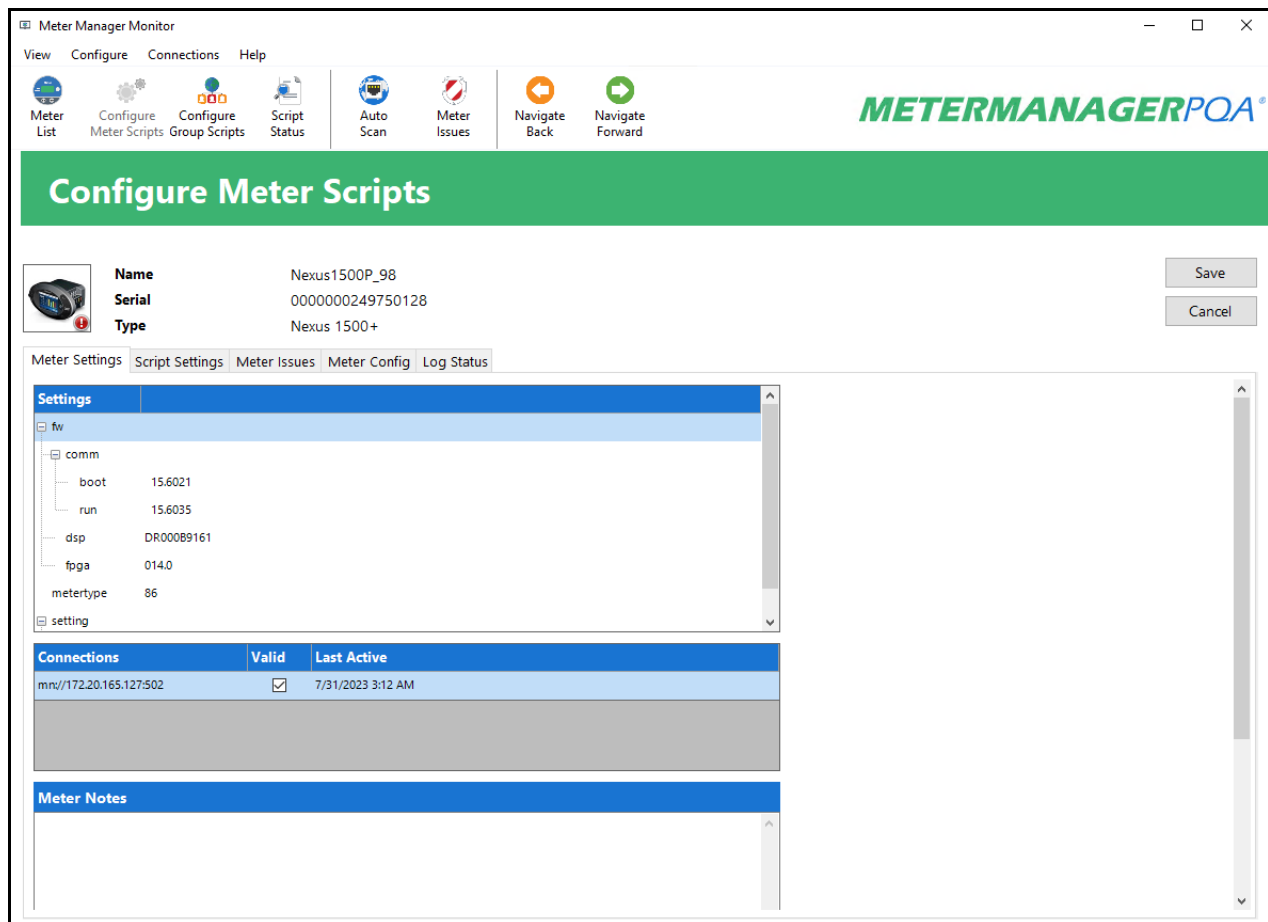 Meter Manager Monitor
View Configure Connections Help
Meter List
Configure Meter Scripts
Configure Group Scripts
Script Status
Auto Scan
Meter Issues
Navigate Back
Navigate Forward
METERMANAGERPQA®
Configure Meter Scripts
Name Nexus1500P_98
Serial 0000000249750128
Type Nexus 1500+
Save
Cancel
Meter Settings Script Settings Meter Issues Meter Config Log Status
Settings
fw
comm
boot 15.6021
run 15.6035
dsp DR000B9161
fpga 014.0
metertype 86
setting
Connections Valid Last Active
mn://172.20.165.127:502 7/31/2023 3:12 AM
Meter Notes